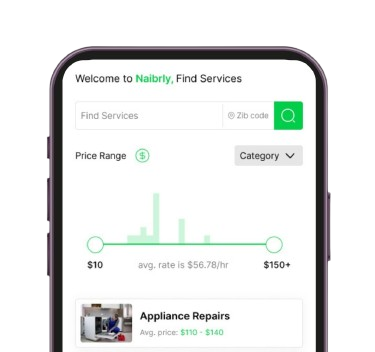 Welcome to Naibrly, Find Services
Find Services
Zib code
Price Range
Category
$10
avg. rate is $56.78/hr
$150+
Appliance Repairs
Avg. price: $110 - $140